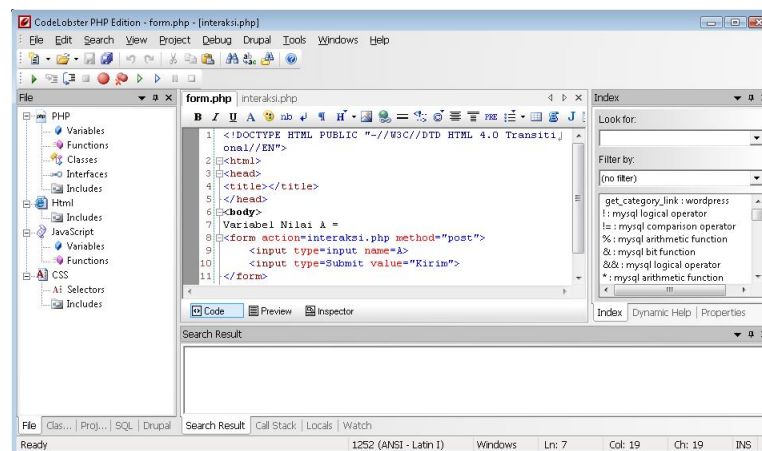 CodeLobster PHP Edition - form.php - [interaksi.php]
File Edit Search View Project Debug Drupal Tools Windows Help
File
PHP
Variables
Functions
Classes
Interfaces
Includes
Html
Includes
JavaScript
Variables
Functions
CSS
Selectors
Includes
File Clas... Proj... SQL Drupal
form.php interaksi.php
B I U A nb H PRE J
1 <!DOCTYPE HTML PUBLIC "-//W3C//DTD HTML 4.0 Transiti
onal//EN">
2 <html>
3 <head>
4 <title></title>
5 </head>
6 <body>
7 Variabel Nilai A =
8 <form action=interaksi.php method="post">
9 <input type=input name=A>
10 <input type=Submit value="Kirim">
11 </form>
Code Preview Inspector
Search Result
Search Result Call Stack Locals Watch
Index
Look for:
Filter by:
(no filter)
get_category_link : wordpress
! : mysql logical operator
!= : mysql comparison operator
% : mysql arithmetic function
& : mysql bit function
&& : mysql logical operator
* : mysql arithmetic function
Index Dynamic Help Properties
Ready 1252 (ANSI - Latin I) Windows Ln: 7 Col: 19 Ch: 19 INS